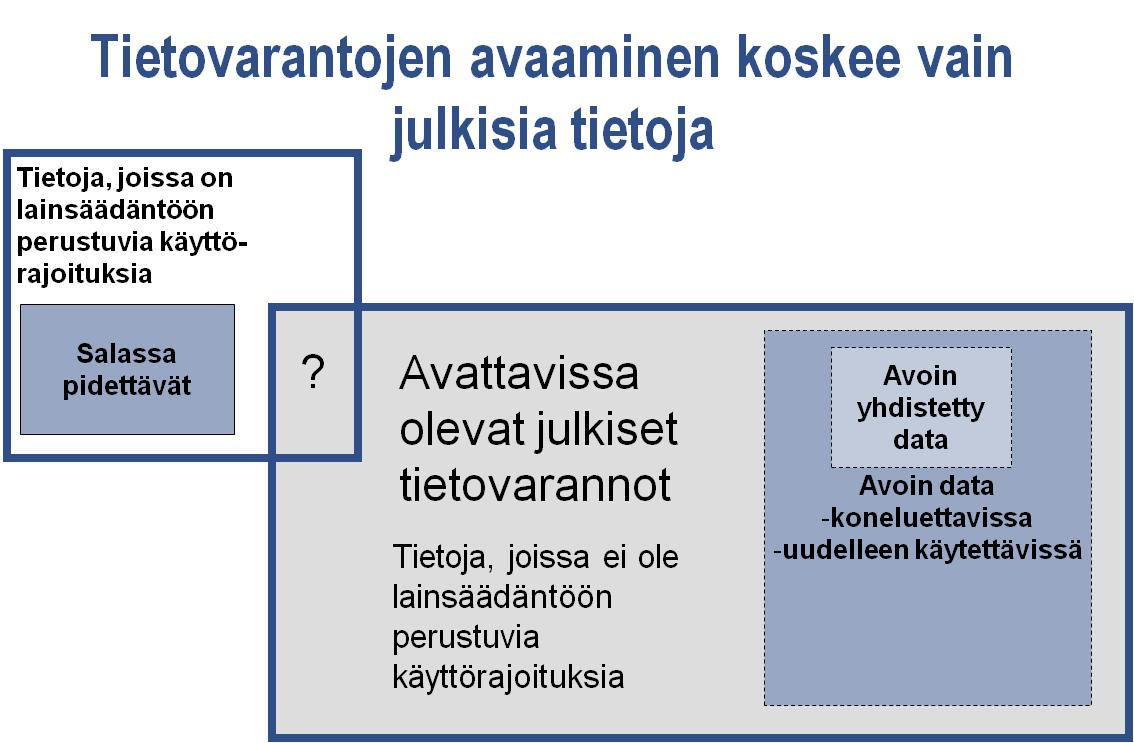 Tietovarantojen avaaminen koskee vain
julkisia tietoja
Tietoja, joissa on
lainsäädäntöön
perustuvia käyttö-
rajoituksia
Salassa
pidettävät
?
Avattavissa
olevat julkiset
tietovarannot
Tietoja, joissa ei ole
lainsäädäntöön
perustuvia
käyttörajoituksia
Avoin
yhdistetty
data
Avoin data
-koneluettavissa
-uudelleen käytettävissä